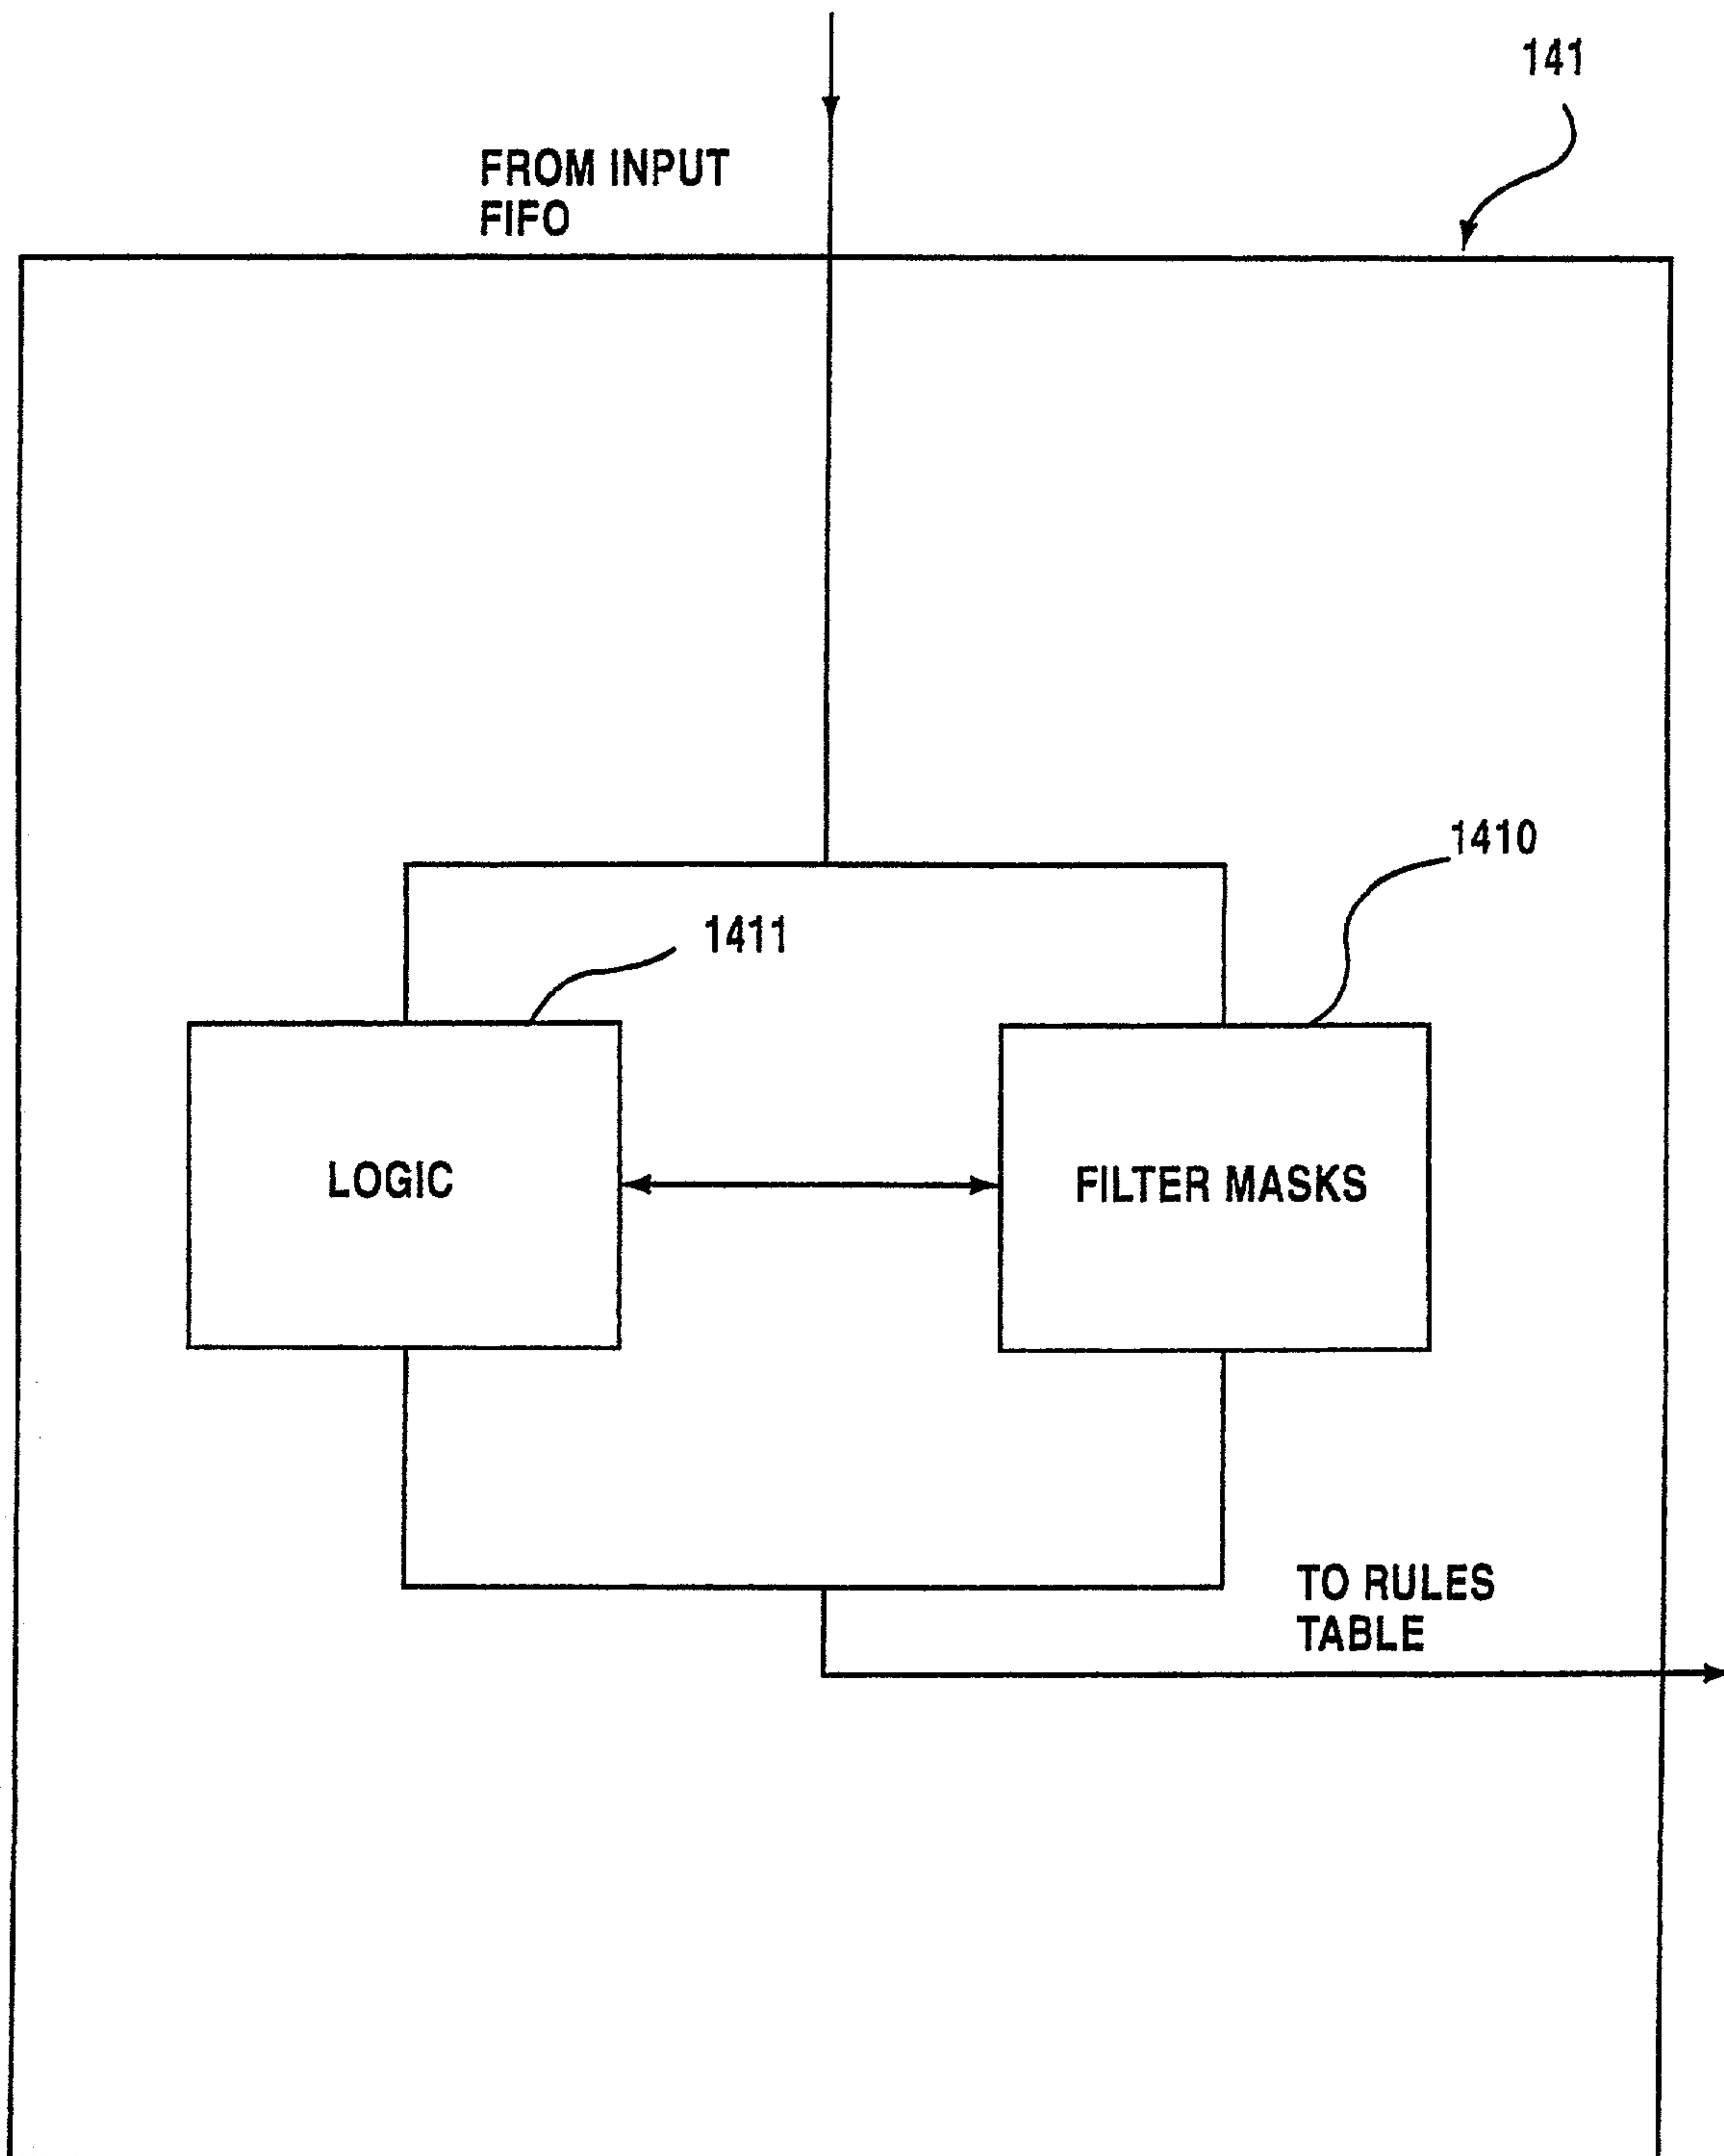 141
FROM INPUT
FIFO
1410
1411
LOGIC
FILTER MASKS
TO RULES
TABLE